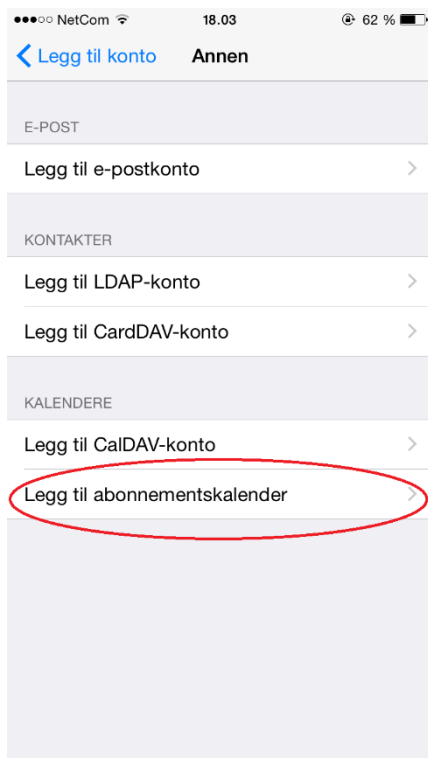 NetCom 18.03 62 %
Legg til konto Annen
E-POST
Legg til e-postkonto
KONTAKTER
Legg til LDAP-konto
Legg til CardDAV-konto
KALENDERE
Legg til CalDAV-konto
Legg til abonnementskalender